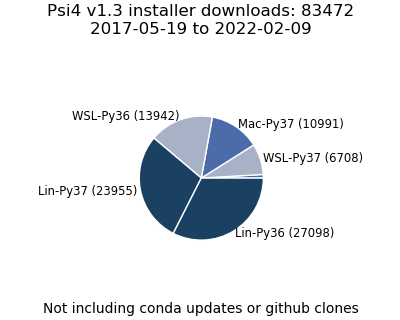 Psi4 v1.3 installer downloads: 83472
2017-05-19 to 2022-02-09
WSL-Py36 (13942)
Mac-Py37 (10991)
WSL-Py37 (6708)
Lin-Py37 (23955)
Lin-Py36 (27098)
Not including conda updates or github clones